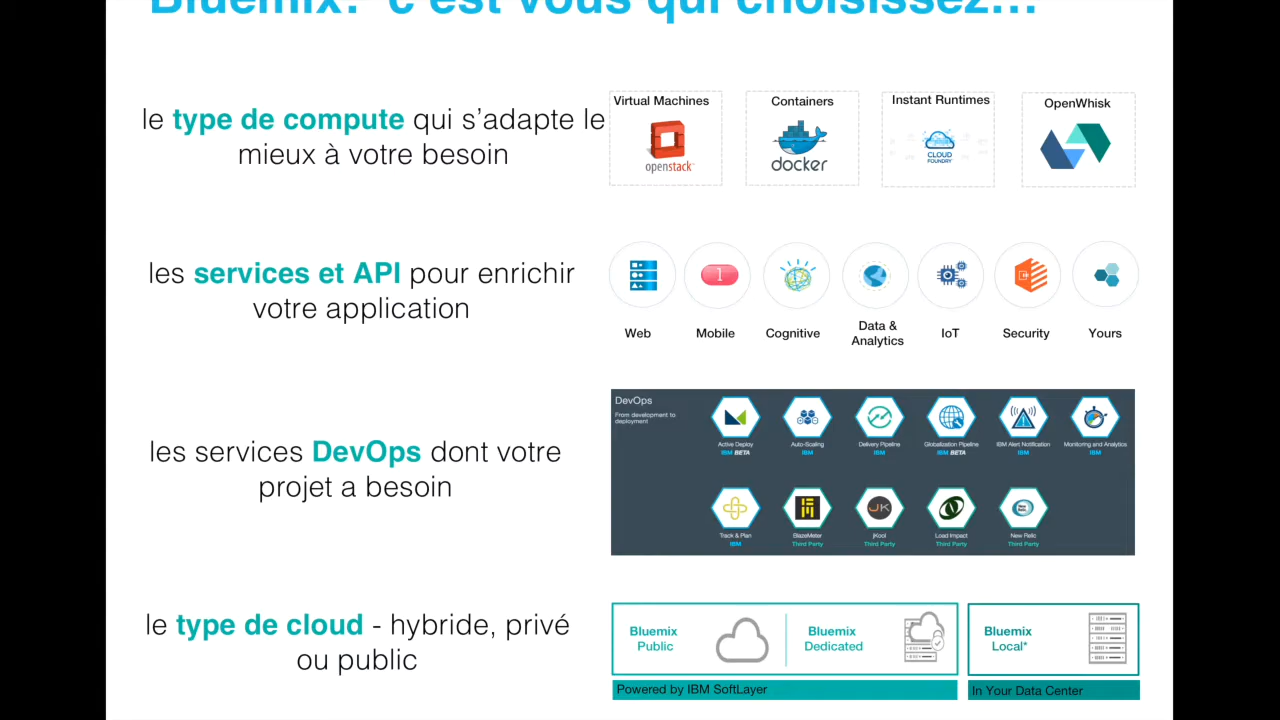 Bluemix: c'est vous qui choisissez…
le type de compute qui s'adapte le
mieux à votre besoin
Virtual Machines
openstack
Containers
docker
Instant Runtimes
CLOUD
FOUNDRY
OpenWhisk
les services et API pour enrichir
votre application
1
Web
Mobile
Cognitive
Data &
Analytics
IoT
Security
Yours
les services DevOps dont votre
projet a besoin
DevOps
From development to
deployment
Active Deploy
IBM BETA
Auto-Scaling
IBM
Delivery Pipeline
IBM
Globalization Pipeline
IBM BETA
IBM Alert Notification
IBM
Monitoring and Analytics
IBM
Track & Plan
IBM
BlazeMeter
Third Party
JK
jKool
Third Party
Load Impact
Third Party
New Relic
Third Party
le type de cloud - hybride, privé
ou public
Bluemix
Public
Bluemix
Dedicated
Powered by IBM SoftLayer
Bluemix
Local*
In Your Data Center